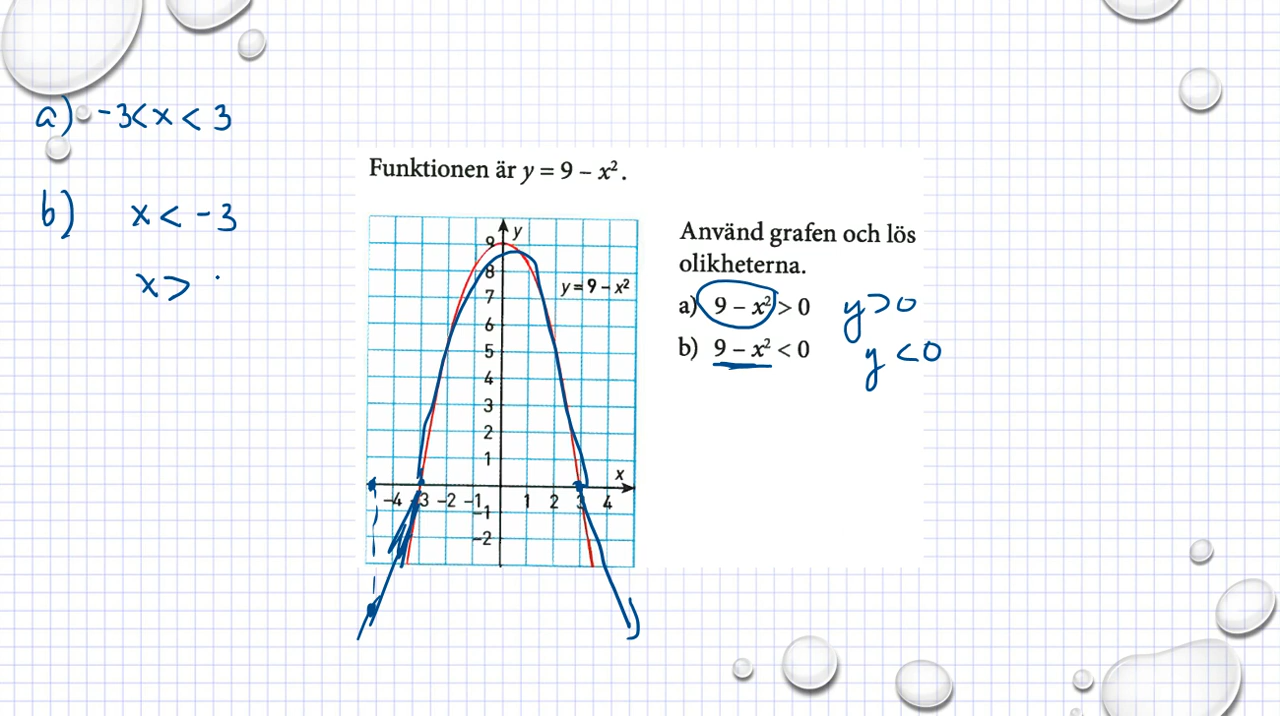 a) -3 < x < 3
b) x < -3
x >
Funktionen är y = 9 – x².
y
9
8
7
6
5
4
3
2
1
y = 9 – x²
x
–4 –3 –2 –1 1 2 3 4
–1
–2
Använd grafen och lös
olikheterna.
a) 9 – x² > 0 y > 0
b) 9 – x² < 0 y < 0